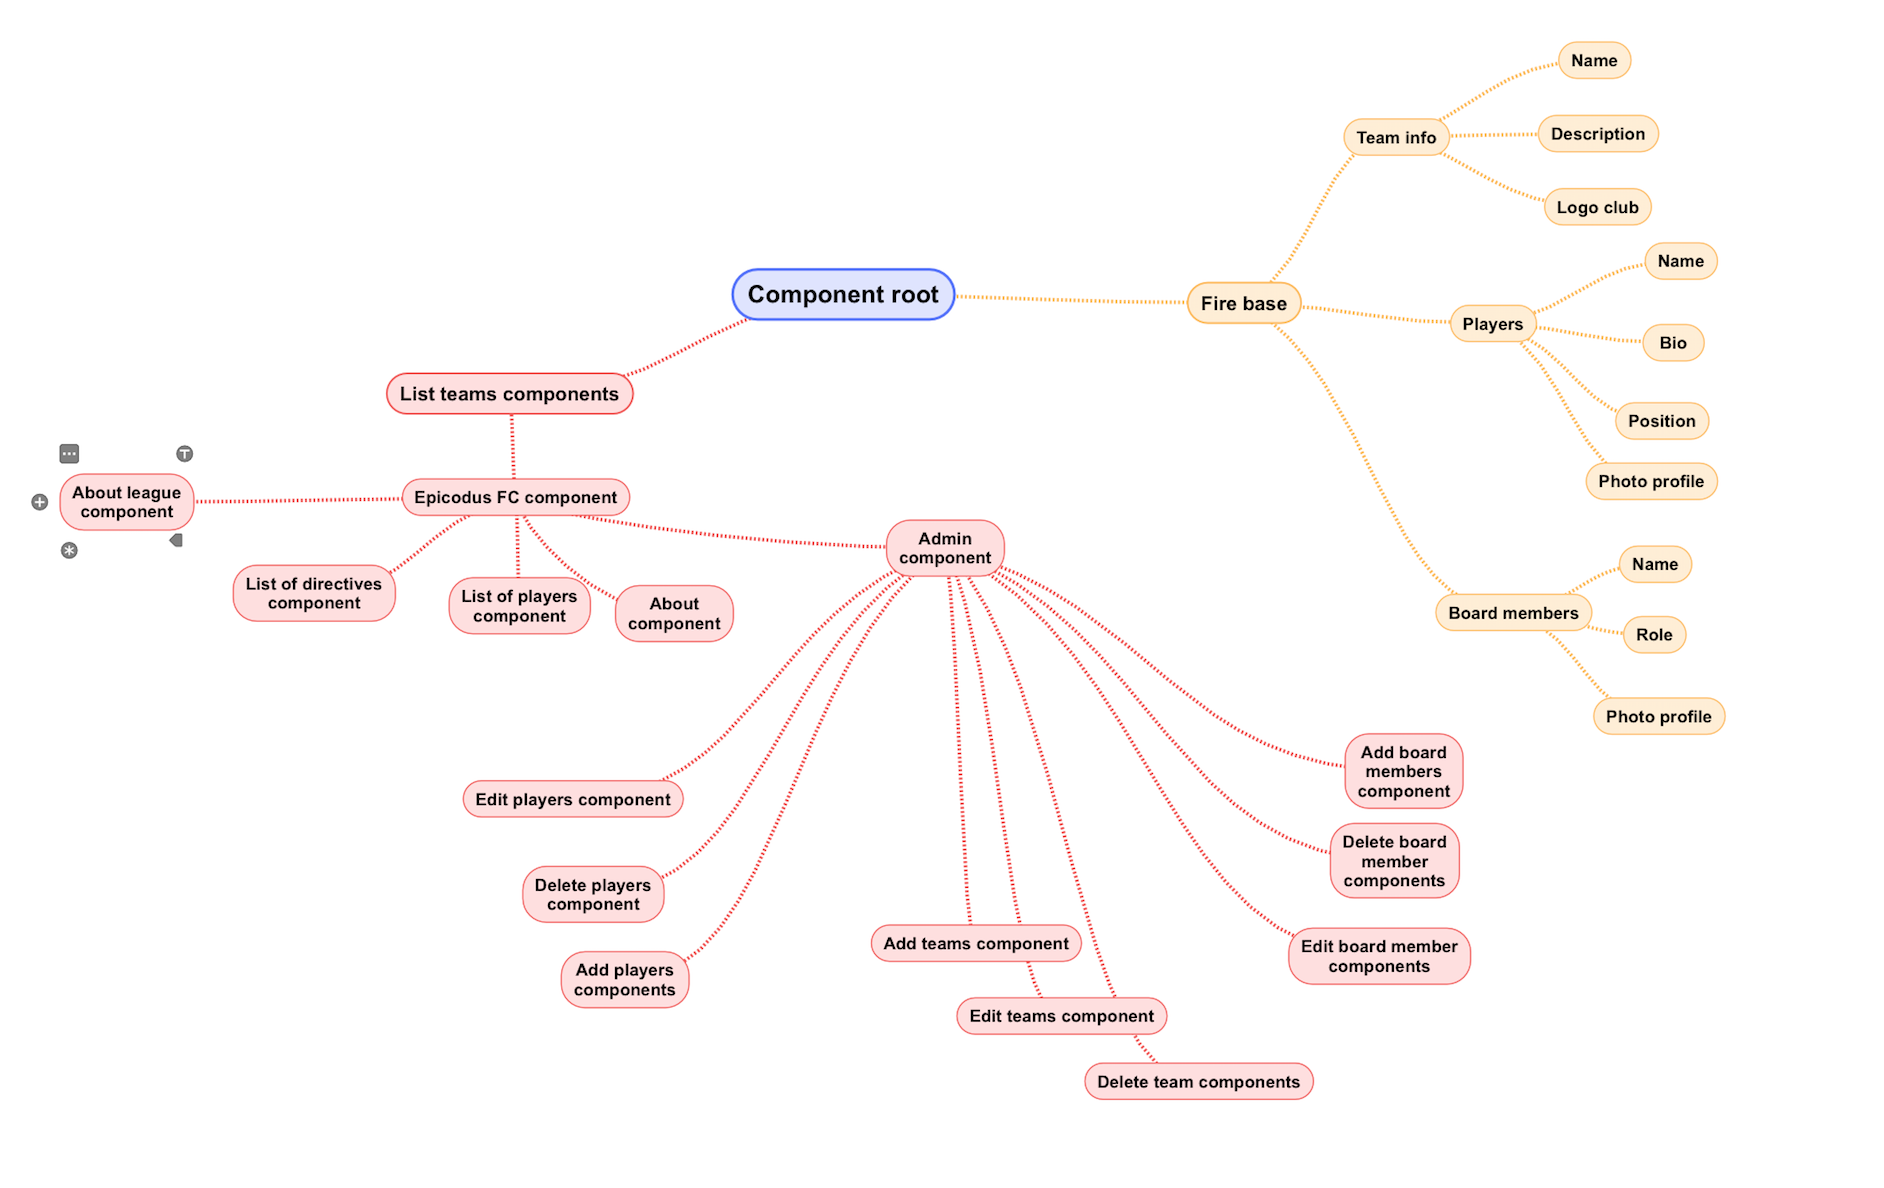 Name
Team info
Description
Logo club
Name
Component root
Fire base
Players
Bio
List teams components
Position
Photo profile
About league
component
Epicodus FC component
Admin
component
List of directives
component
List of players
component
About
component
Name
Board members
Role
Photo profile
Add board
members
component
Edit players component
Delete board
member
components
Delete players
component
Add teams component
Edit board member
components
Add players
components
Edit teams component
Delete team components